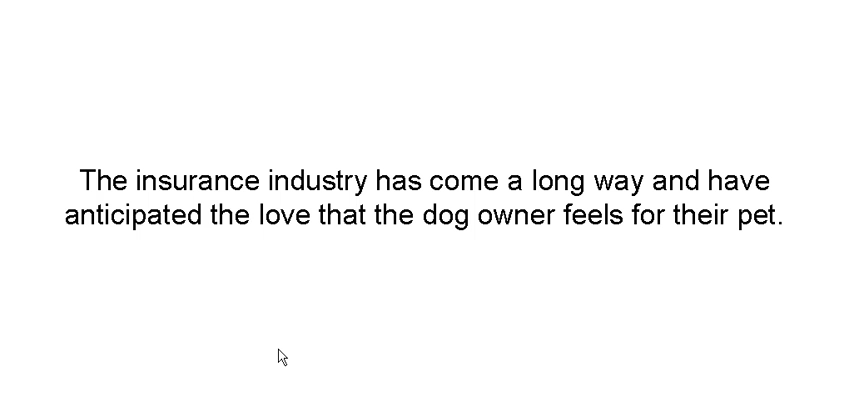 The insurance industry has come a long way and have
anticipated the love that the dog owner feels for their pet.